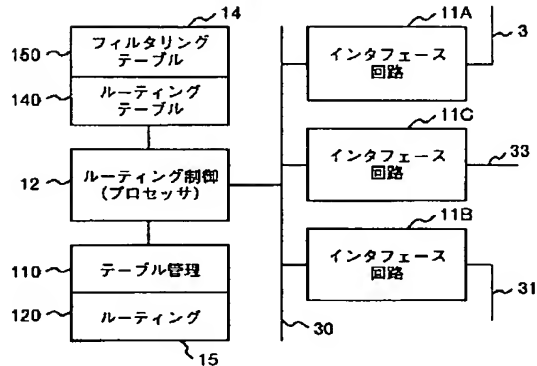 14
150
フィルタリング
テーブル
140
ルーティング
テーブル
12
ルーティング制御
(プロセッサ)
110
テーブル管理
120
ルーティング
15
30
11A
インタフェース
回路
3
11C
インタフェース
回路
33
11B
インタフェース
回路
31